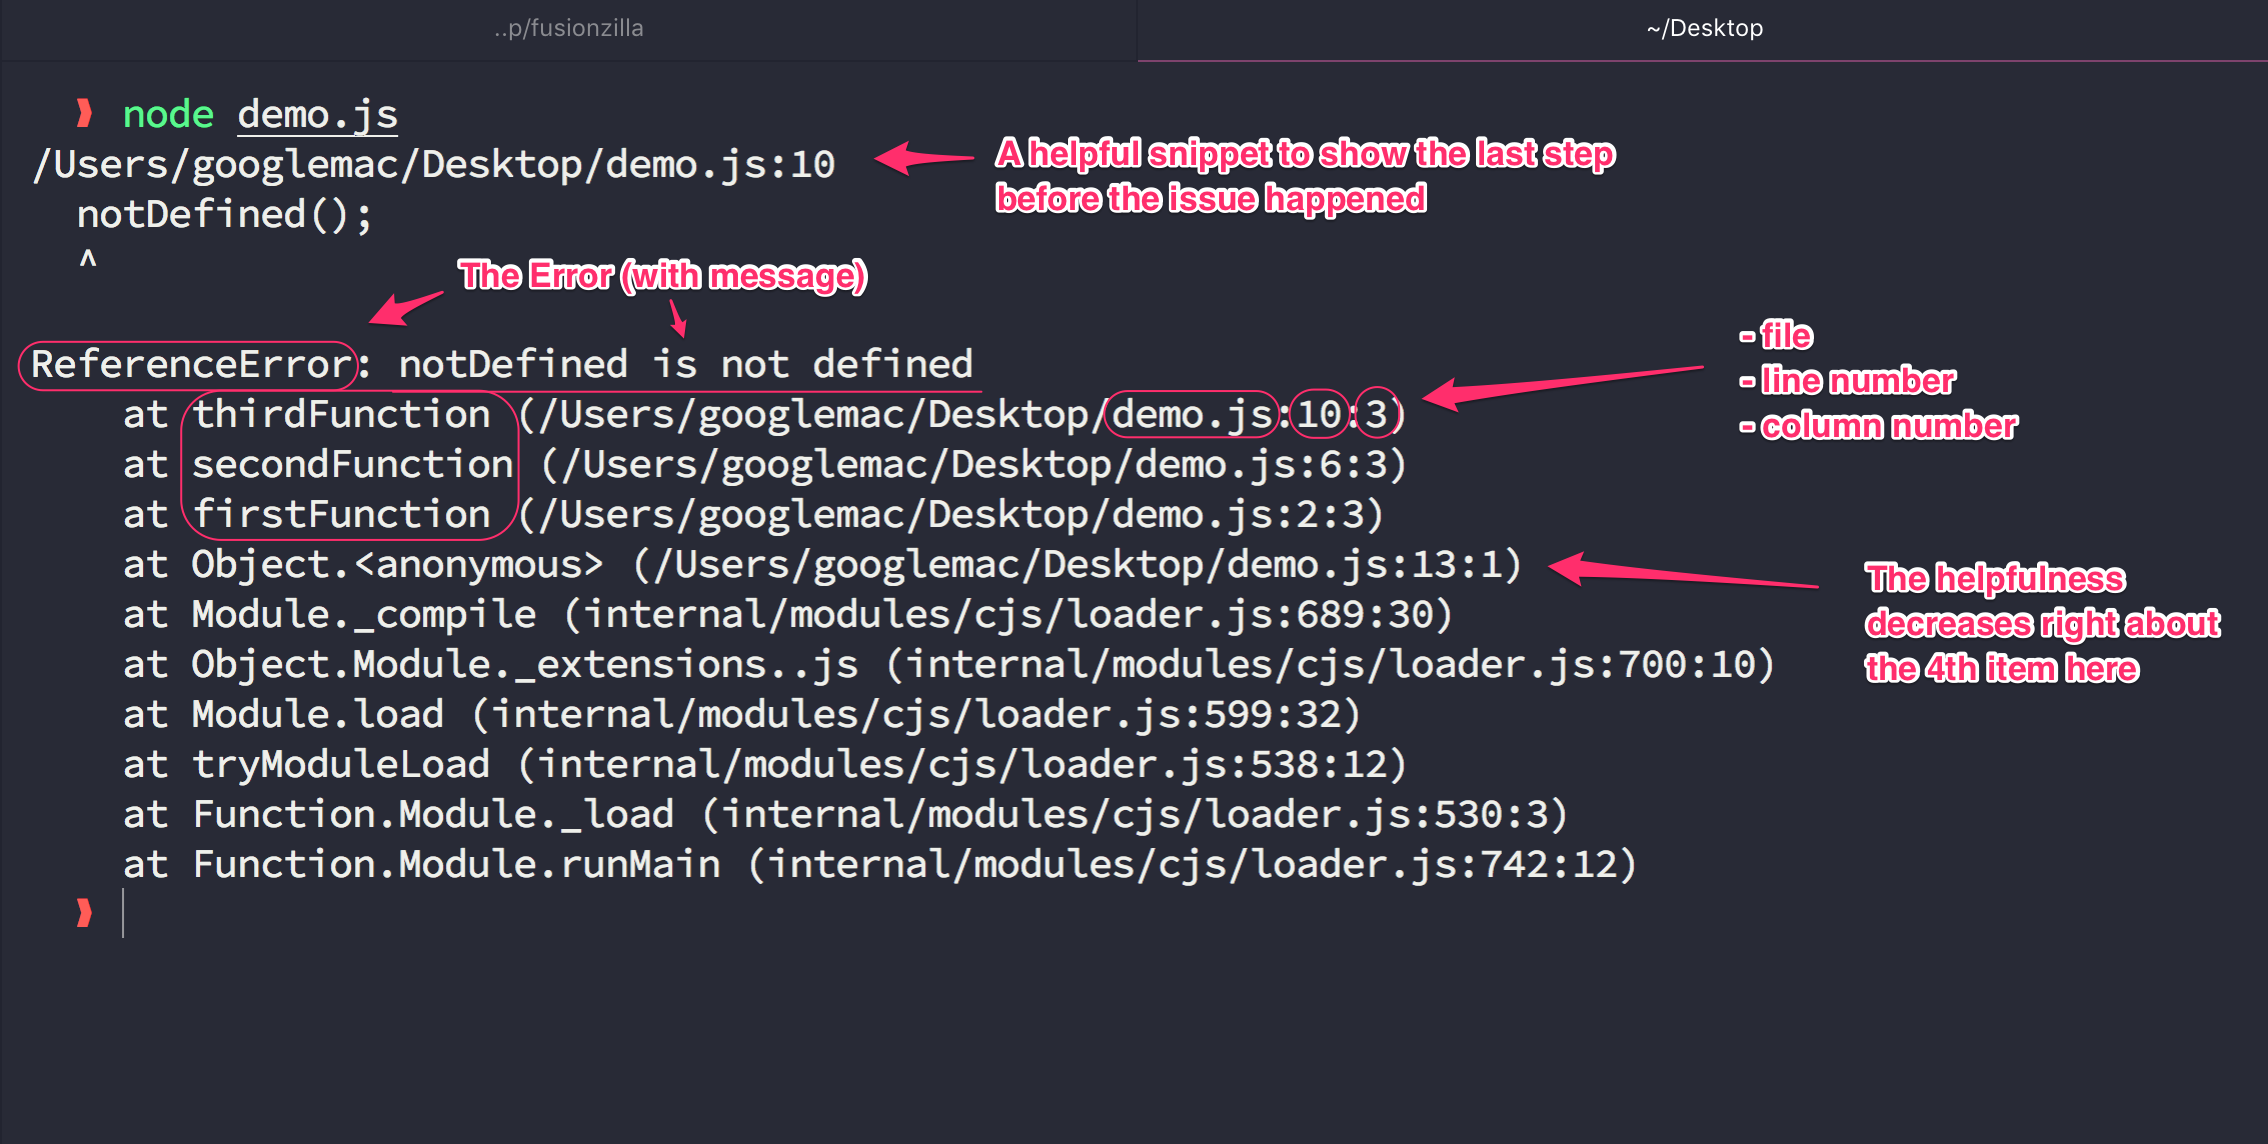 ..p/fusionzilla
~/Desktop
❱ node demo.js
/Users/googlemac/Desktop/demo.js:10
A helpful snippet to show the last step
before the issue happened
notDefined();
^
The Error (with message)
ReferenceError: notDefined is not defined
at thirdFunction (/Users/googlemac/Desktop/demo.js:10:3)
- file
- line number
- column number
at secondFunction (/Users/googlemac/Desktop/demo.js:6:3)
at firstFunction (/Users/googlemac/Desktop/demo.js:2:3)
at Object.<anonymous> (/Users/googlemac/Desktop/demo.js:13:1)
The helpfulness
decreases right about
the 4th item here
at Module._compile (internal/modules/cjs/loader.js:689:30)
at Object.Module._extensions..js (internal/modules/cjs/loader.js:700:10)
at Module.load (internal/modules/cjs/loader.js:599:32)
at tryModuleLoad (internal/modules/cjs/loader.js:538:12)
at Function.Module._load (internal/modules/cjs/loader.js:530:3)
at Function.Module.runMain (internal/modules/cjs/loader.js:742:12)
❱